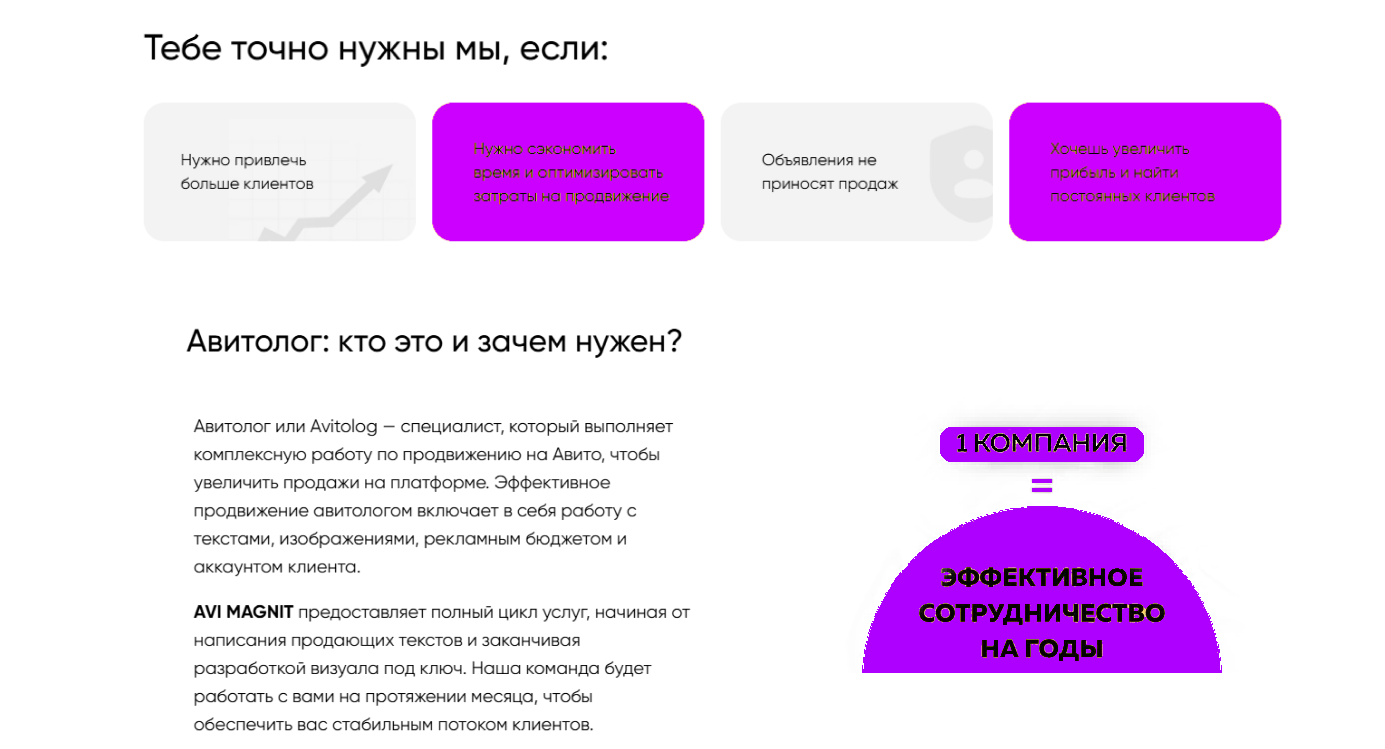 Тебе точно нужны мы, если:
Нужно привлечь
больше клиентов
Нужно сэкономить
время и оптимизировать
затраты на продвижение
Объявления не
приносят продаж
Хочешь увеличить
прибыль и найти
постоянных клиентов
Авитолог: кто это и зачем нужен?
Авитолог или Avitolog — специалист, который выполняет
комплексную работу по продвижению на Авито, чтобы
увеличить продажи на платформе. Эффективное
продвижение авитологом включает в себя работу с
текстами, изображениями, рекламным бюджетом и
аккаунтом клиента.
AVI MAGNIT предоставляет полный цикл услуг, начиная от
написания продающих текстов и заканчивая
разработкой визуала под ключ. Наша команда будет
работать с вами на протяжении месяца, чтобы
обеспечить вас стабильным потоком клиентов.
1 КОМПАНИЯ
=
ЭФФЕКТИВНОЕ
СОТРУДНИЧЕСТВО
НА ГОДЫ